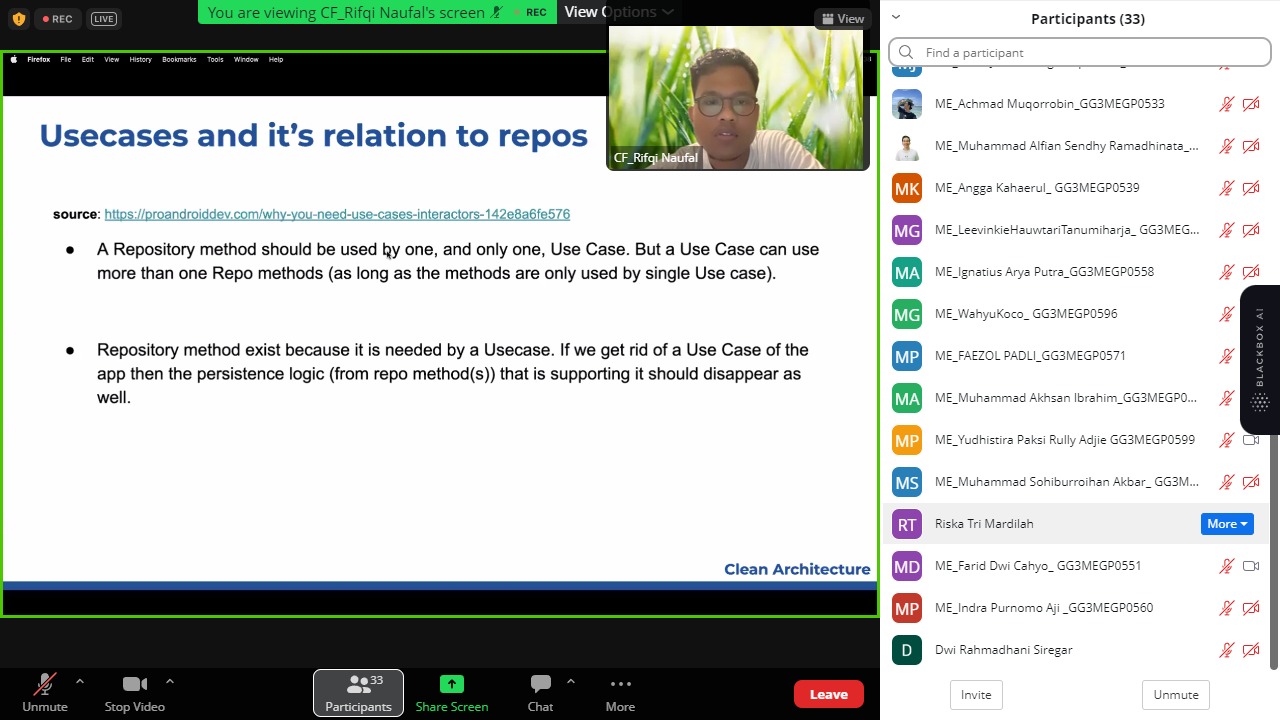 REC
LIVE
You are viewing CF_Rifqi Naufal's screen
REC
View Options
View
Firefox File Edit View History Bookmarks Tools Window Help
Usecases and it's relation to repos
CF_Rifqi Naufal
source: https://proandroiddev.com/why-you-need-use-cases-interactors-142e8a6fe576
● A Repository method should be used by one, and only one, Use Case. But a Use Case can use
more than one Repo methods (as long as the methods are only used by single Use case).
● Repository method exist because it is needed by a Usecase. If we get rid of a Use Case of the
app then the persistence logic (from repo method(s)) that is supporting it should disappear as
well.
Clean Architecture
Unmute
Stop Video
33
Participants
Share Screen
Chat
More
Leave
Participants (33)
Find a participant
ME_Achmad Muqorrobin_GG3MEGP0533
ME_Muhammad Alfian Sendhy Ramadhinata_...
MK ME_Angga Kahaerul_ GG3MEGP0539
MG ME_LeevinkieHauwtariTanumiharja_ GG3MEG...
MA ME_Ignatius Arya Putra_GG3MEGP0558
MG ME_WahyuKoco_ GG3MEGP0596
MP ME_FAEZOL PADLI_GG3MEGP0571
MA ME_Muhammad Akhsan Ibrahim_GG3MEGP0...
MP ME_Yudhistira Paksi Rully Adjie GG3MEGP0599
MS ME_Muhammad Sohiburroihan Akbar_ GG3M...
RT Riska Tri Mardilah More
MD ME_Farid Dwi Cahyo_ GG3MEGP0551
MP ME_Indra Purnomo Aji _GG3MEGP0560
D Dwi Rahmadhani Siregar
BLACKBOX AI
Invite
Unmute